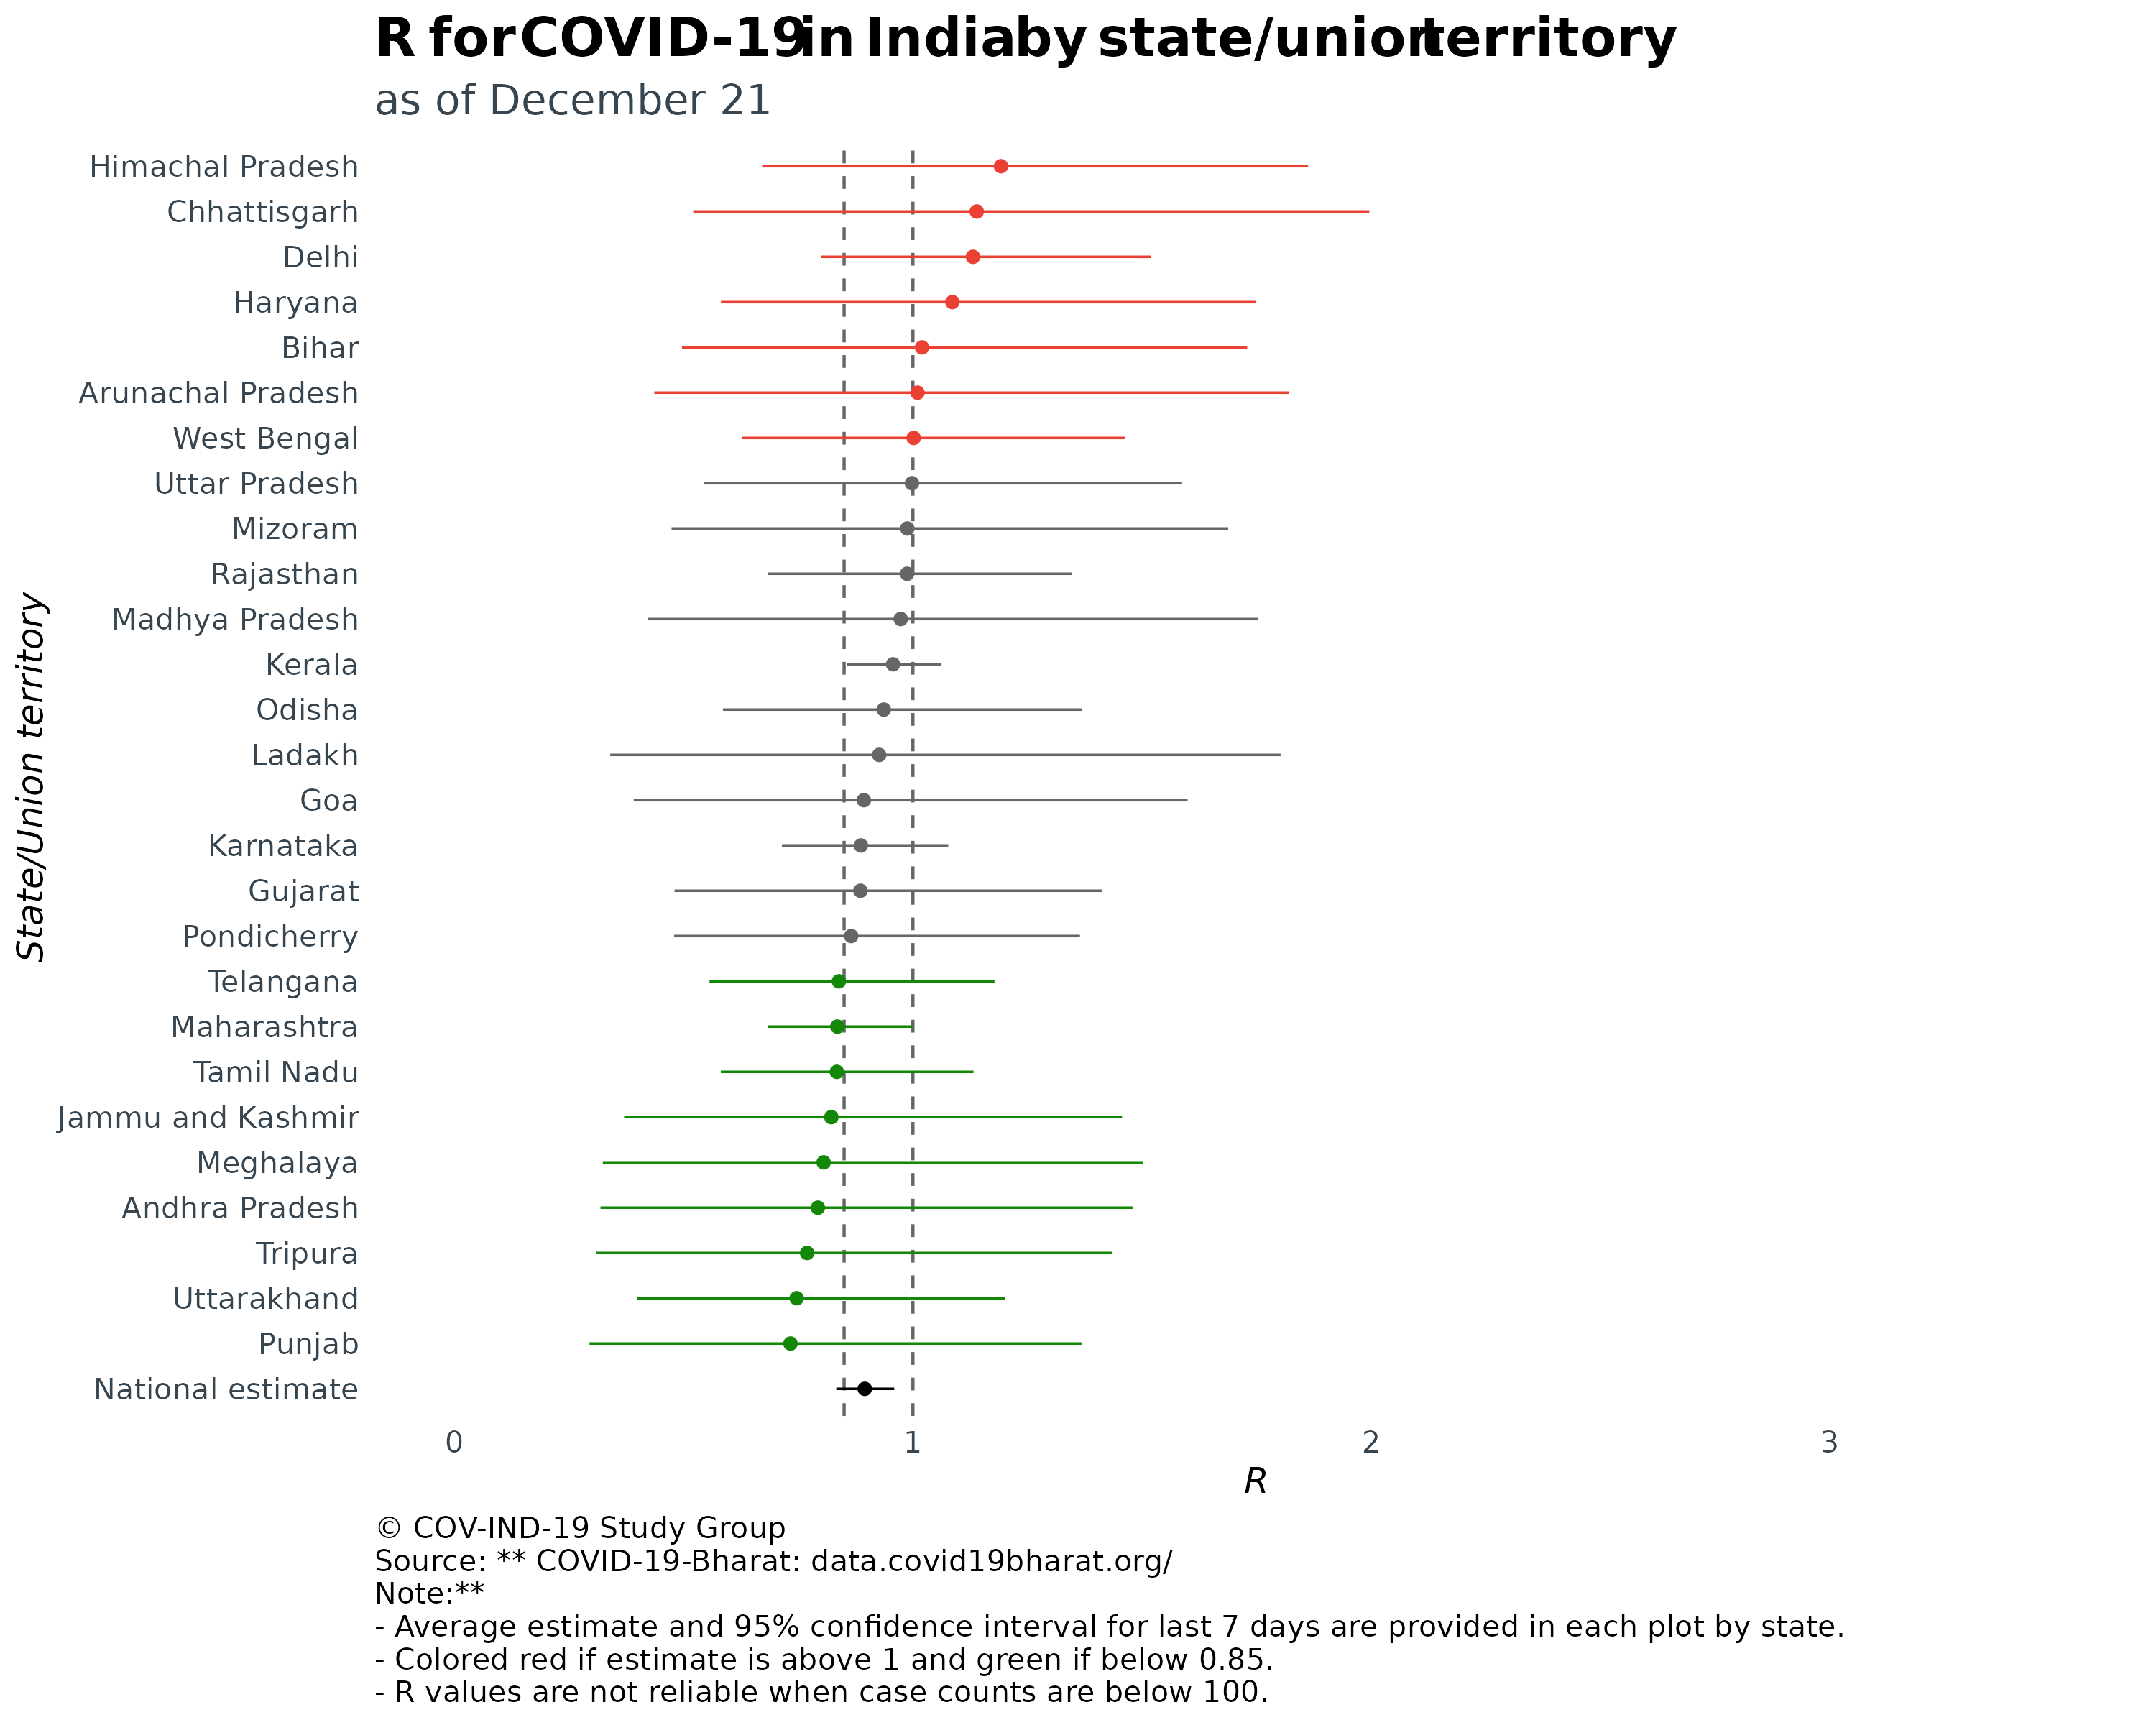 R for COVID-19 in India by state/union territory
as of December 21
Himachal Pradesh
Chhattisgarh
Delhi
Haryana
Bihar
Arunachal Pradesh
West Bengal
Uttar Pradesh
Mizoram
Rajasthan
Madhya Pradesh
Kerala
Odisha
Ladakh
Goa
Karnataka
Gujarat
Pondicherry
Telangana
Maharashtra
Tamil Nadu
Jammu and Kashmir
Meghalaya
Andhra Pradesh
Tripura
Uttarakhand
Punjab
National estimate
State/Union territory
0 1 2 3
R
© COV-IND-19 Study Group
Source: ** COVID-19-Bharat: data.covid19bharat.org/
Note:**
- Average estimate and 95% confidence interval for last 7 days are provided in each plot by state.
- Colored red if estimate is above 1 and green if below 0.85.
- R values are not reliable when case counts are below 100.